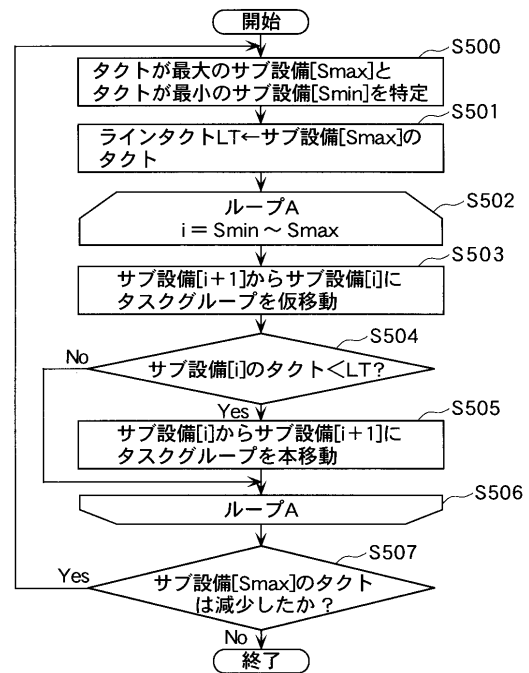 開始
S500
タクトが最大のサブ設備[Smax]と
タクトが最小のサブ設備[Smin]を特定
S501
ラインタクトLT←サブ設備[Smax]の
タクト
S502
ループA
i = Smin ～ Smax
S503
サブ設備[i+1]からサブ設備[i]に
タスクグループを仮移動
S504
No
サブ設備[i]のタクト<LT?
Yes
S505
サブ設備[i]からサブ設備[i+1]に
タスクグループを本移動
S506
ループA
S507
Yes
サブ設備[Smax]のタクト
は減少したか?
No
終了